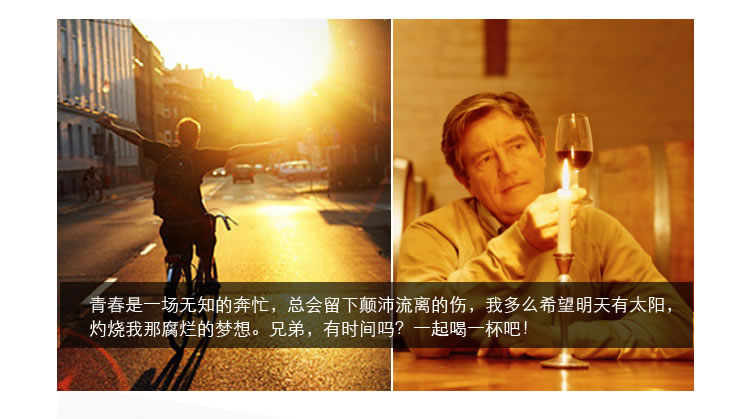 青春是一场无知的奔忙，总会留下颠沛流离的伤，我多么希望明天有太阳，
灼烧我那腐烂的梦想。兄弟，有时间吗？一起喝一杯吧！